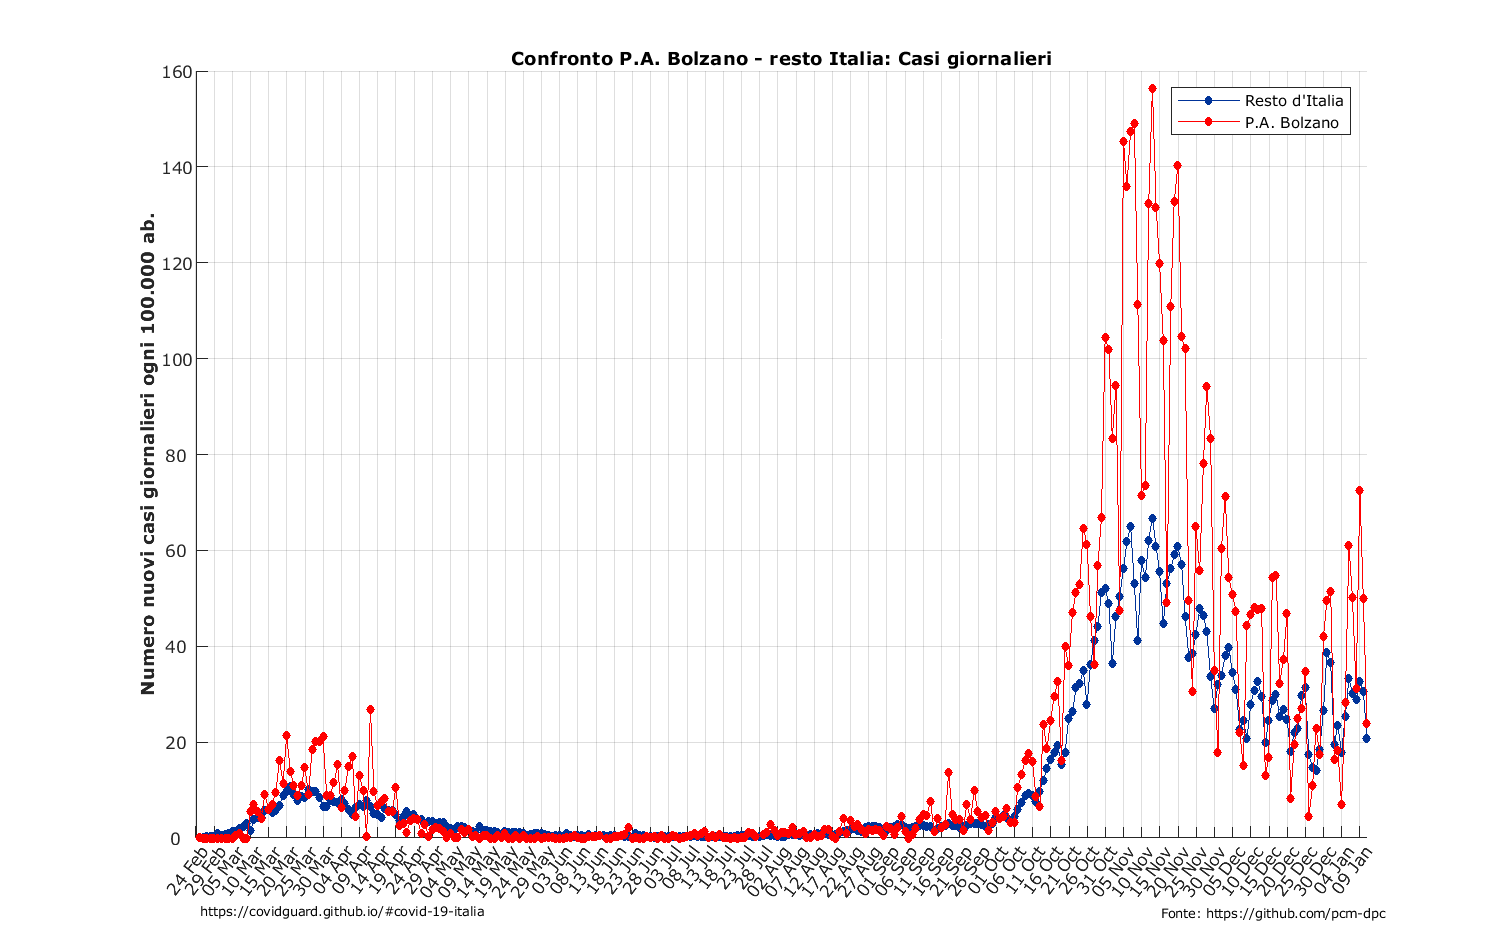 Confronto P.A. Bolzano - resto Italia: Casi giornalieri
Numero nuovi casi giornalieri ogni 100.000 ab.
160
140
120
100
80
60
40
20
0
Resto d'Italia
P.A. Bolzano
24 Feb
29 Feb
05 Mar
10 Mar
15 Mar
20 Mar
25 Mar
30 Mar
04 Apr
09 Apr
14 Apr
19 Apr
24 Apr
29 Apr
04 May
09 May
14 May
19 May
24 May
29 May
03 Jun
08 Jun
13 Jun
18 Jun
23 Jun
28 Jun
03 Jul
08 Jul
13 Jul
18 Jul
23 Jul
28 Jul
02 Aug
07 Aug
12 Aug
17 Aug
22 Aug
27 Aug
01 Sep
06 Sep
11 Sep
16 Sep
21 Sep
26 Sep
01 Oct
06 Oct
11 Oct
16 Oct
21 Oct
26 Oct
31 Oct
05 Nov
10 Nov
15 Nov
20 Nov
25 Nov
30 Nov
05 Dec
10 Dec
15 Dec
20 Dec
25 Dec
30 Dec
04 Jan
09 Jan
https://covidguard.github.io/#covid-19-italia
Fonte: https://github.com/pcm-dpc